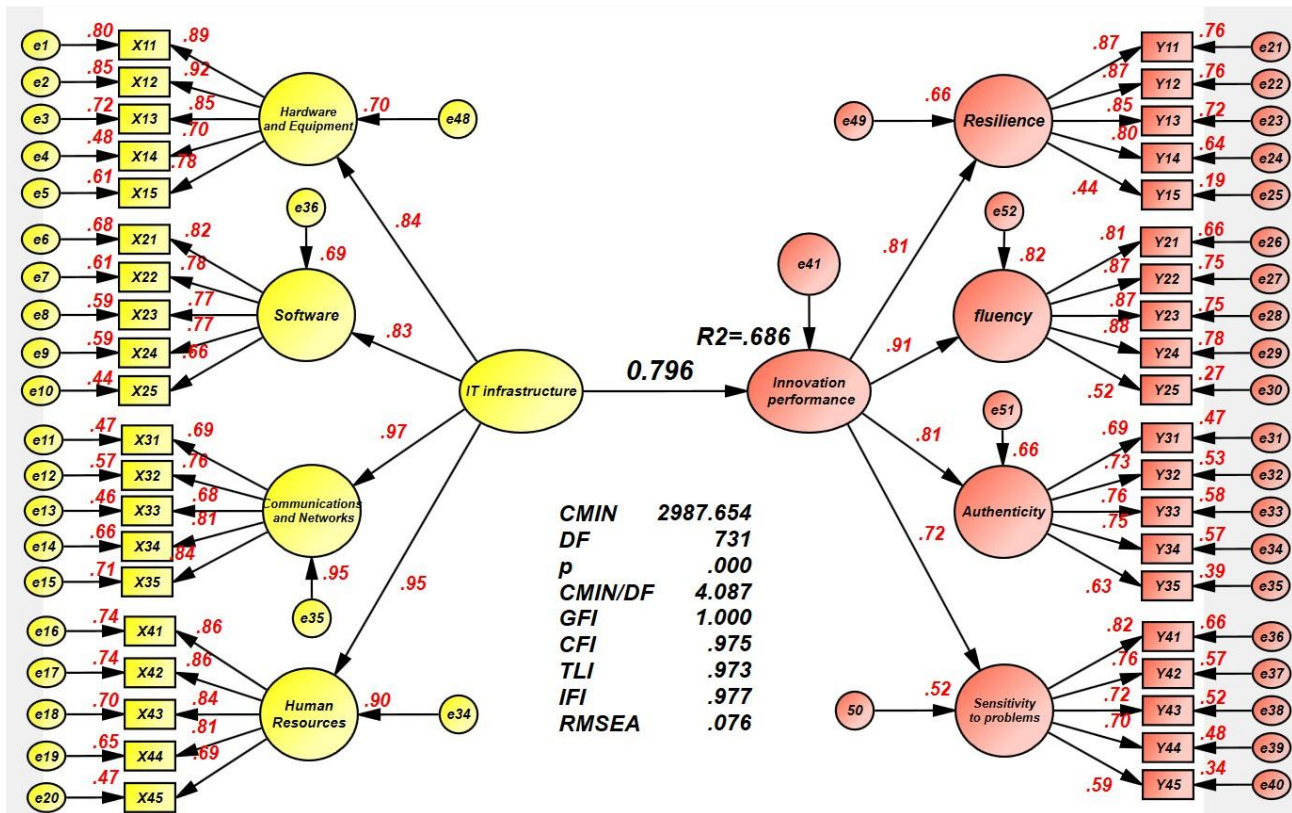 e1 .80 X11 .89
e2 .85 X12 .92
e3 .72 X13 .85
e4 .48 X14 .70
e5 .61 X15 .78
Hardware
and Equipment
.70 e48
.84
e36
.69
e6 .68 X21 .82
e7 .61 X22 .78
e8 .59 X23 .77
e9 .59 X24 .77
e10 .44 X25 .66
Software
.83
IT infrastructure
e11 .47 X31 .69
e12 .57 X32 .76
e13 .46 X33 .68
e14 .66 X34 .81
e15 .71 X35 .84
Communications
and Networks
.97
.95
e35
e16 .74 X41 .86
e17 .74 X42 .86
e18 .70 X43 .84
e19 .65 X44 .81
e20 .47 X45 .69
Human
Resources
.90 e34
.95
0.796
R2=.686
e41
Innovation
performance
CMIN 2987.654
DF 731
p .000
CMIN/DF 4.087
GFI 1.000
CFI .975
TLI .973
IFI .977
RMSEA .076
e49 .66
Resilience
.81
.87 Y11 .76 e21
.87 Y12 .76 e22
.85 Y13 .72 e23
.80 Y14 .64 e24
.44 Y15 .19 e25
e52
.82
fluency
.91
.81 Y21 .66 e26
.87 Y22 .75 e27
.87 Y23 .75 e28
.88 Y24 .78 e29
.52 Y25 .27 e30
e51
.66
Authenticity
.81
.69 Y31 .47 e31
.73 Y32 .53 e32
.76 Y33 .58 e33
.75 Y34 .57 e34
.63 Y35 .39 e35
.72
50 .52
Sensitivity
to problems
.82 Y41 .66 e36
.76 Y42 .57 e37
.72 Y43 .52 e38
.70 Y44 .48 e39
.59 Y45 .34 e40